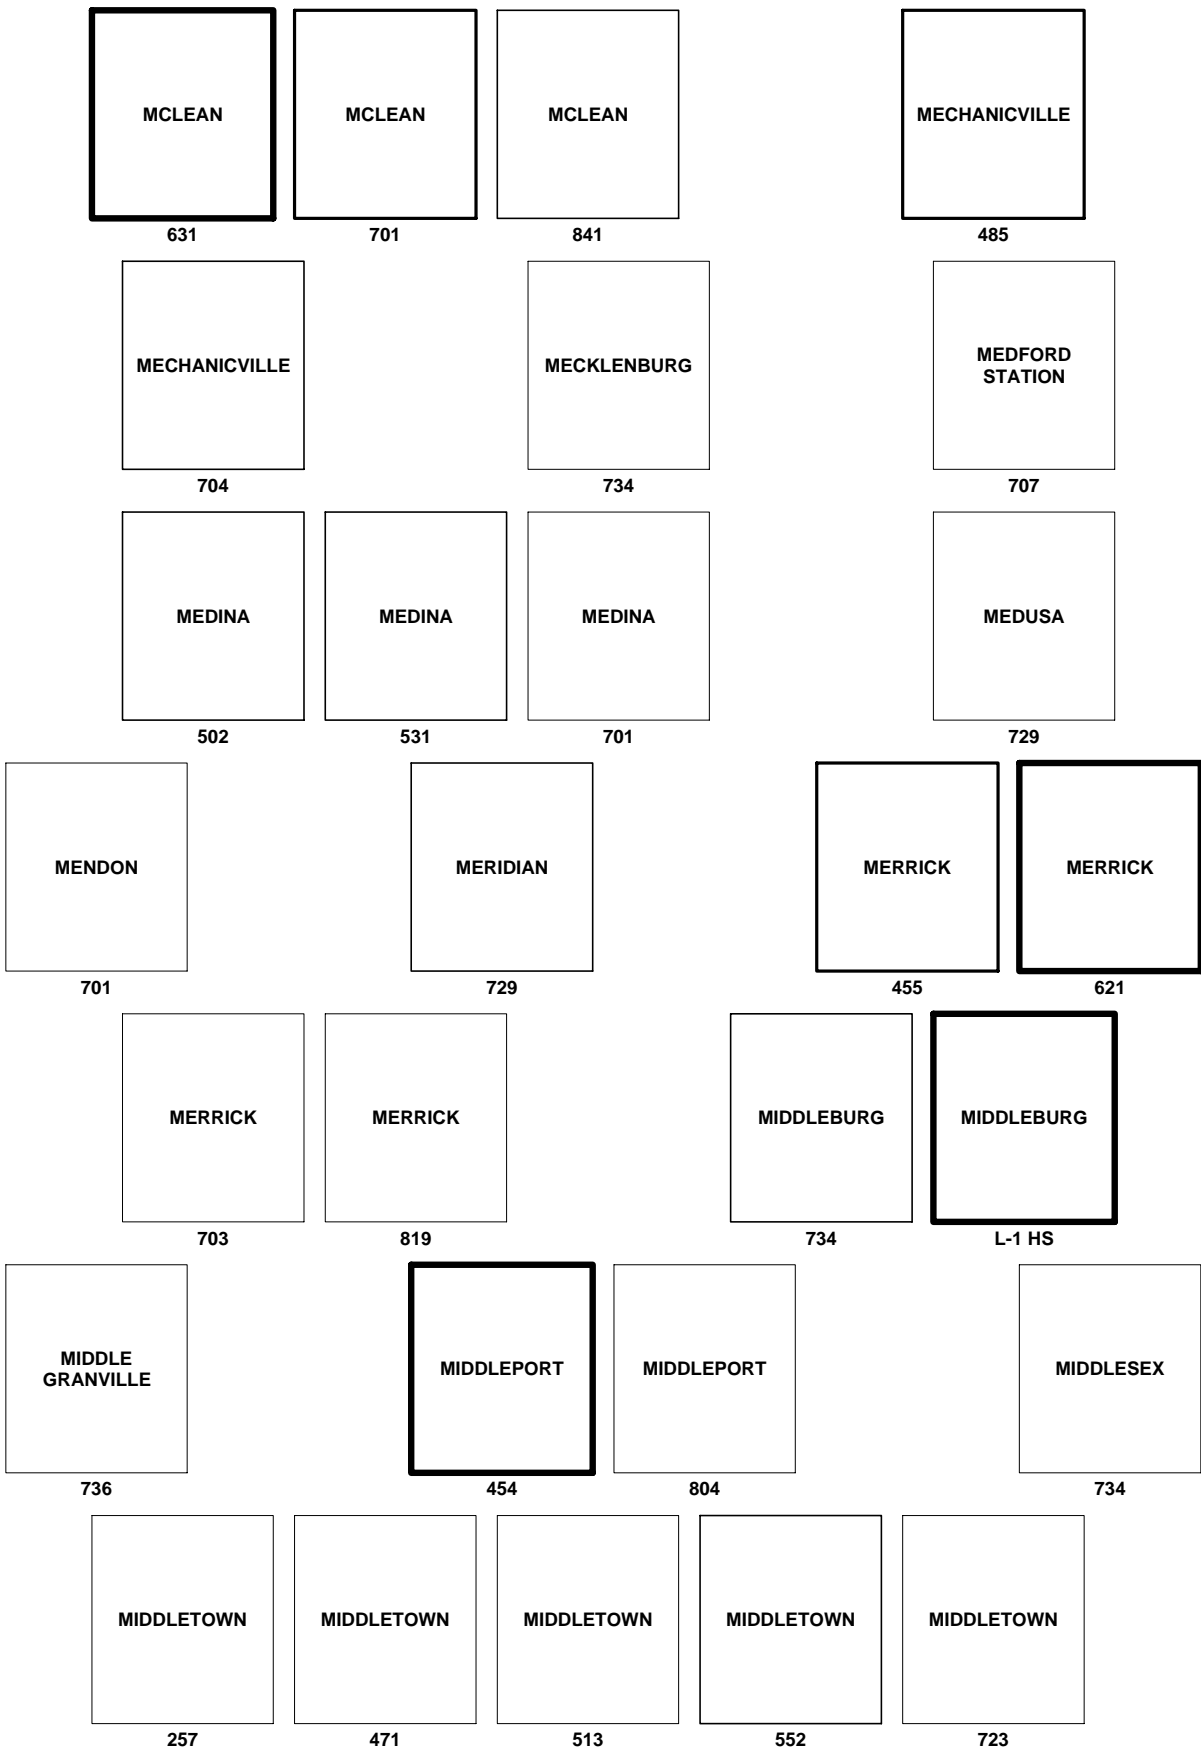 MCLEAN MCLEAN MCLEAN MECHANICVILLE
631 701 841 485
MECHANICVILLE MECKLENBURG MEDFORD
STATION
704 734 707
MEDINA MEDINA MEDINA MEDUSA
502 531 701 729
MENDON MERIDIAN MERRICK MERRICK
701 729 455 621
MERRICK MERRICK MIDDLEBURG MIDDLEBURG
703 819 734 L-1 HS
MIDDLE
GRANVILLE MIDDLEPORT MIDDLEPORT MIDDLESEX
736 454 804 734
MIDDLETOWN MIDDLETOWN MIDDLETOWN MIDDLETOWN MIDDLETOWN
257 471 513 552 723